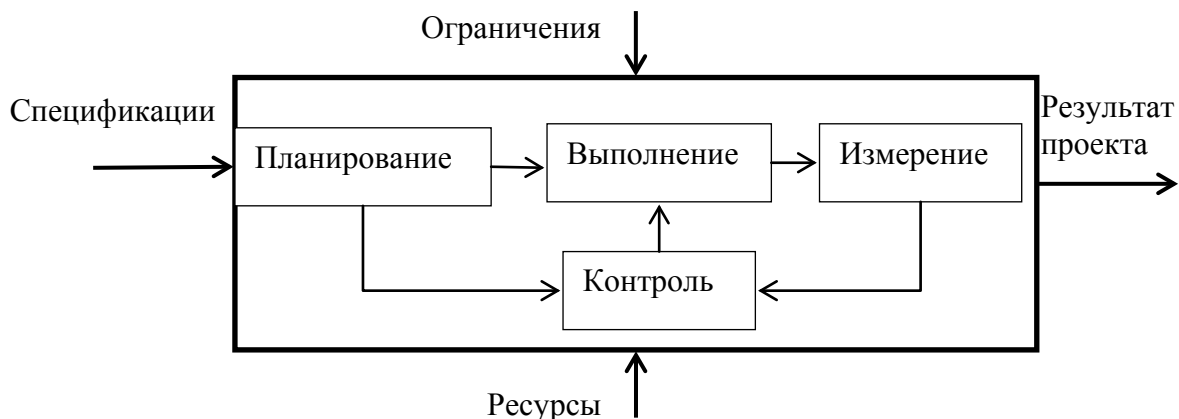 Ограничения
Спецификации
Результат
проекта
Планирование
Выполнение
Измерение
Контроль
Ресурсы